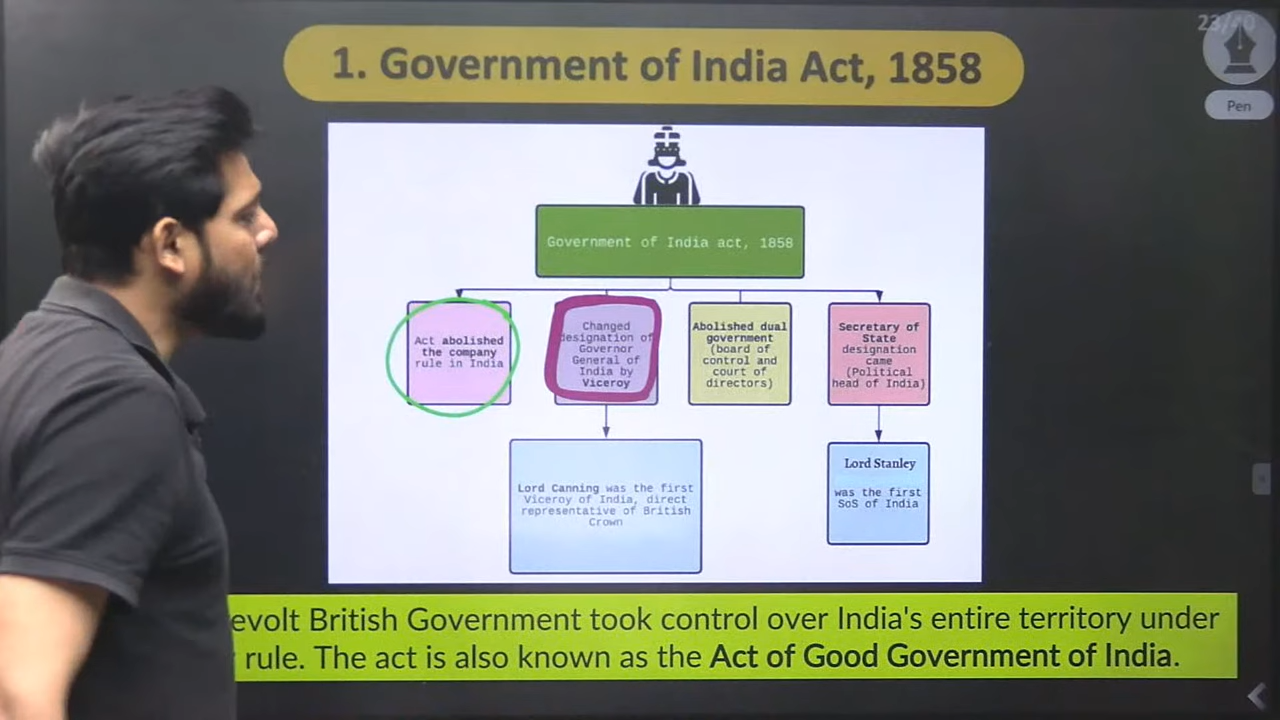 23/40
1. Government of India Act, 1858
Pen
Government of India act, 1858
Act abolished
the company
rule in India
Changed
designation of
Governor
General of
India by
Viceroy
Abolished dual
government
(board of
control and
court of
directors)
Secretary of
State
designation
came
(Political
head of India)
Lord Canning was the first
Viceroy of India, direct
representative of British
Crown
Lord Stanley
was the first
SoS of India
evolt British Government took control over India's entire territory under
rule. The act is also known as the Act of Good Government of India.